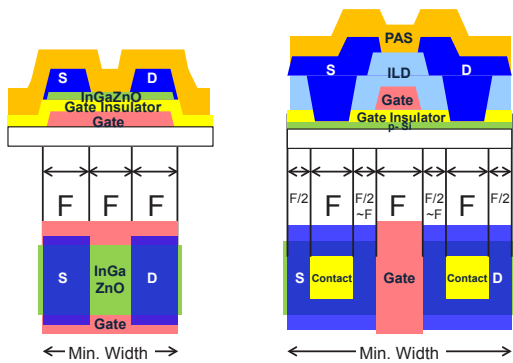 S D
InGaZnO
Gate Insulator
Gate
F F F
S InGa ZnO D
Gate
Min. Width
PAS
S D
ILD
Gate
Gate Insulator
p- Si
F/2 F F/2 ~F F F/2 ~F F F/2
S Contact Gate Contact D
Min. Width